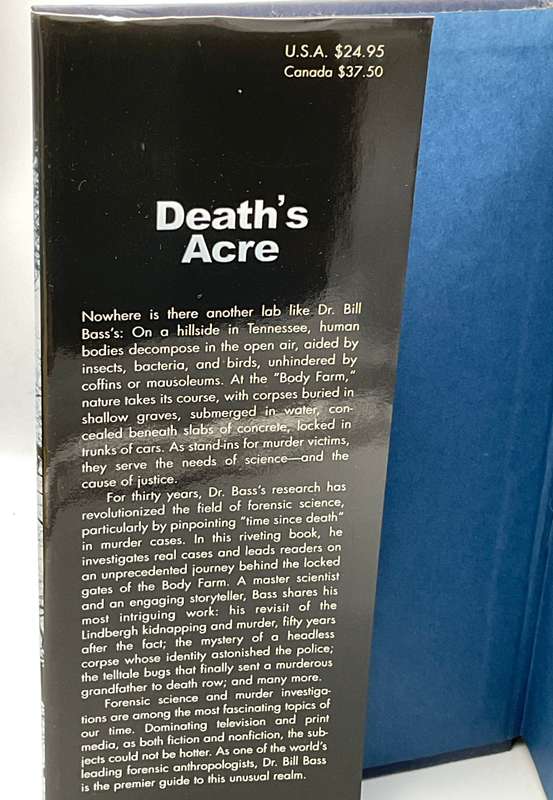 U.S.A. $24.95
Canada $37.50
Death's
Acre
Nowhere is there another lab like Dr. Bill
Bass's: On a hillside in Tennessee, human
bodies decompose in the open air, aided by
insects, bacteria, and birds, unhindered by
coffins or mausoleums. At the "Body Farm,"
nature takes its course, with corpses buried in
shallow graves, submerged in water, con-
cealed beneath slabs of concrete, locked in
trunks of cars. As stand-ins for murder victims,
they serve the needs of science—and the
cause of justice.
For thirty years, Dr. Bass's research has
revolutionized the field of forensic science,
particularly by pinpointing "time since death"
in murder cases. In this riveting book, he
investigates real cases and leads readers on
an unprecedented journey behind the locked
gates of the Body Farm. A master scientist
and an engaging storyteller, Bass shares his
most intriguing work: his revisit of the
Lindbergh kidnapping and murder, fifty years
after the fact; the mystery of a headless
corpse whose identity astonished the police;
the telltale bugs that finally sent a murderous
grandfather to death row; and many more.
Forensic science and murder investiga-
tions are among the most fascinating topics of
our time. Dominating television and print
media, as both fiction and nonfiction, the sub-
jects could not be hotter. As one of the world's
leading forensic anthropologists, Dr. Bill Bass
is the premier guide to this unusual realm.